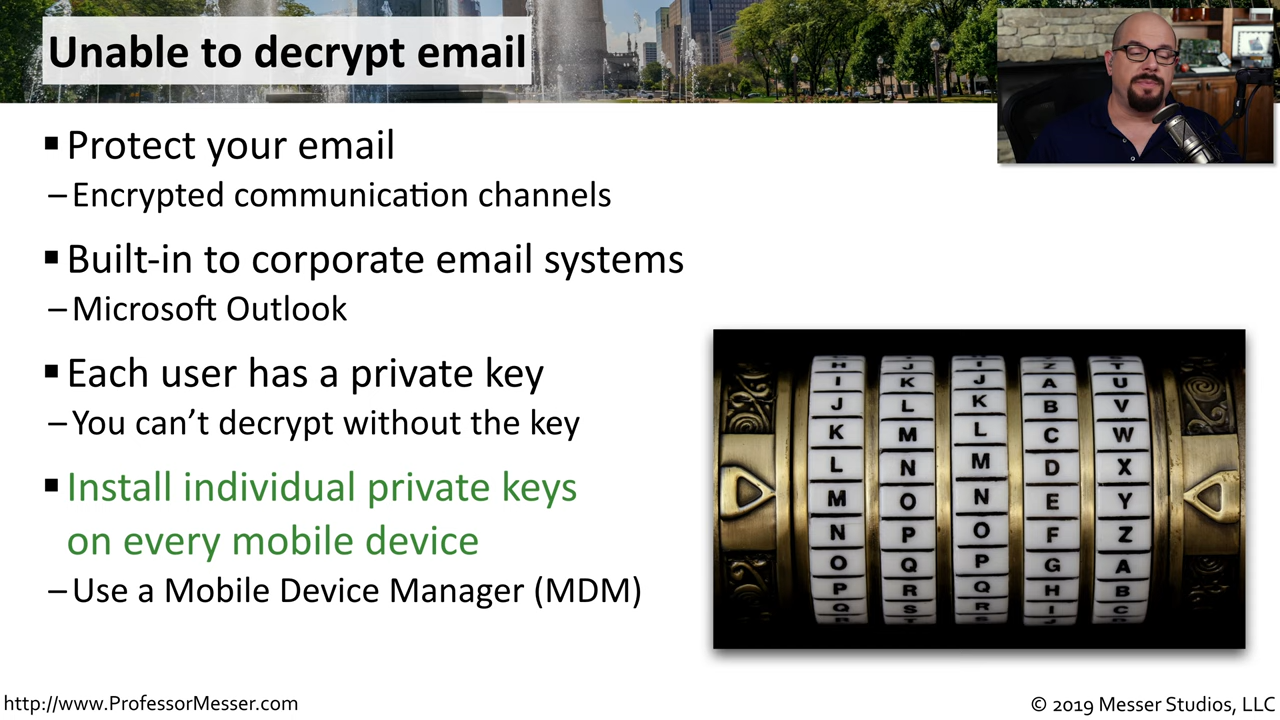 Unable to decrypt email
▪ Protect your email
– Encrypted communication channels
▪ Built-in to corporate email systems
– Microsoft Outlook
▪ Each user has a private key
– You can’t decrypt without the key
▪ Install individual private keys
on every mobile device
– Use a Mobile Device Manager (MDM)
H J I Z T
I K J A U
J L K B V
K M L C W
L N M D X
M O N E Y
N P O F Z
O Q P G A
P R Q H B
Q S R I C
http://www.ProfessorMesser.com
© 2019 Messer Studios, LLC